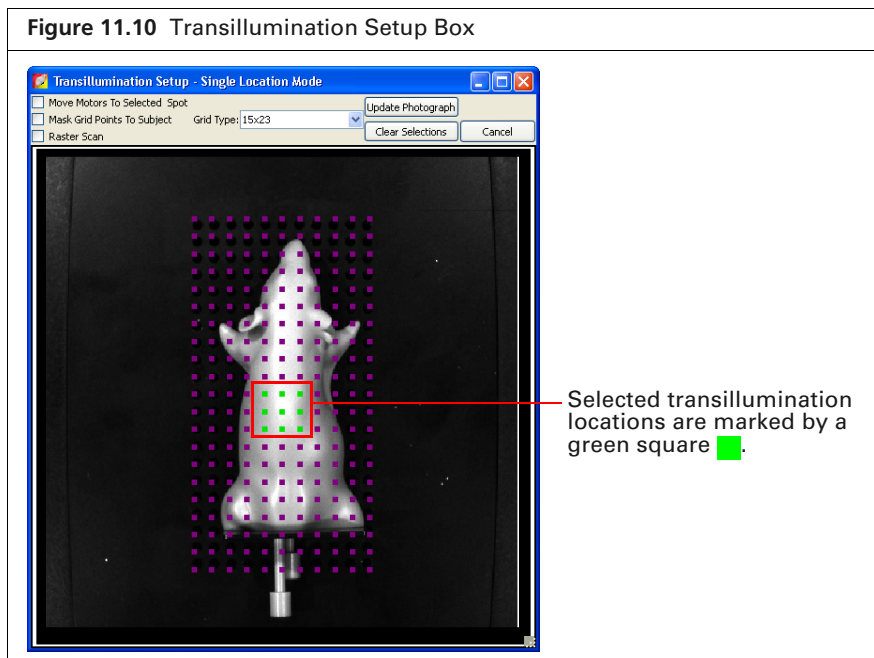 Figure 11.10 Transillumination Setup Box
Transillumination Setup - Single Location Mode
Move Motors To Selected Spot
Update Photograph
Mask Grid Points To Subject
Grid Type: 15x23
Clear Selections
Cancel
Raster Scan
Selected transillumination
locations are marked by a
green square .